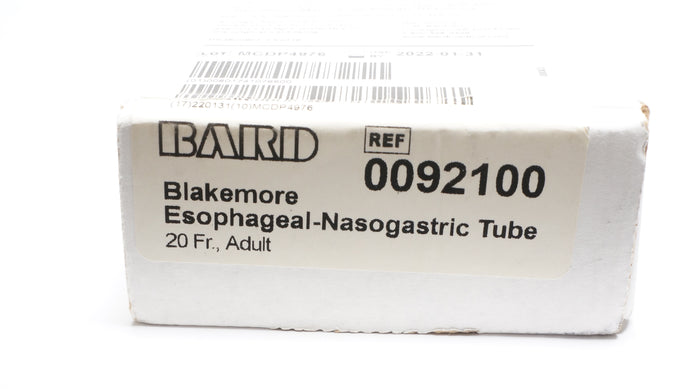 LOT: MCDP4976 2022-01-31
(17)220131(10)MCDP4976
BARD
REF
0092100
Blakemore
Esophageal-Nasogastric Tube
20 Fr., Adult